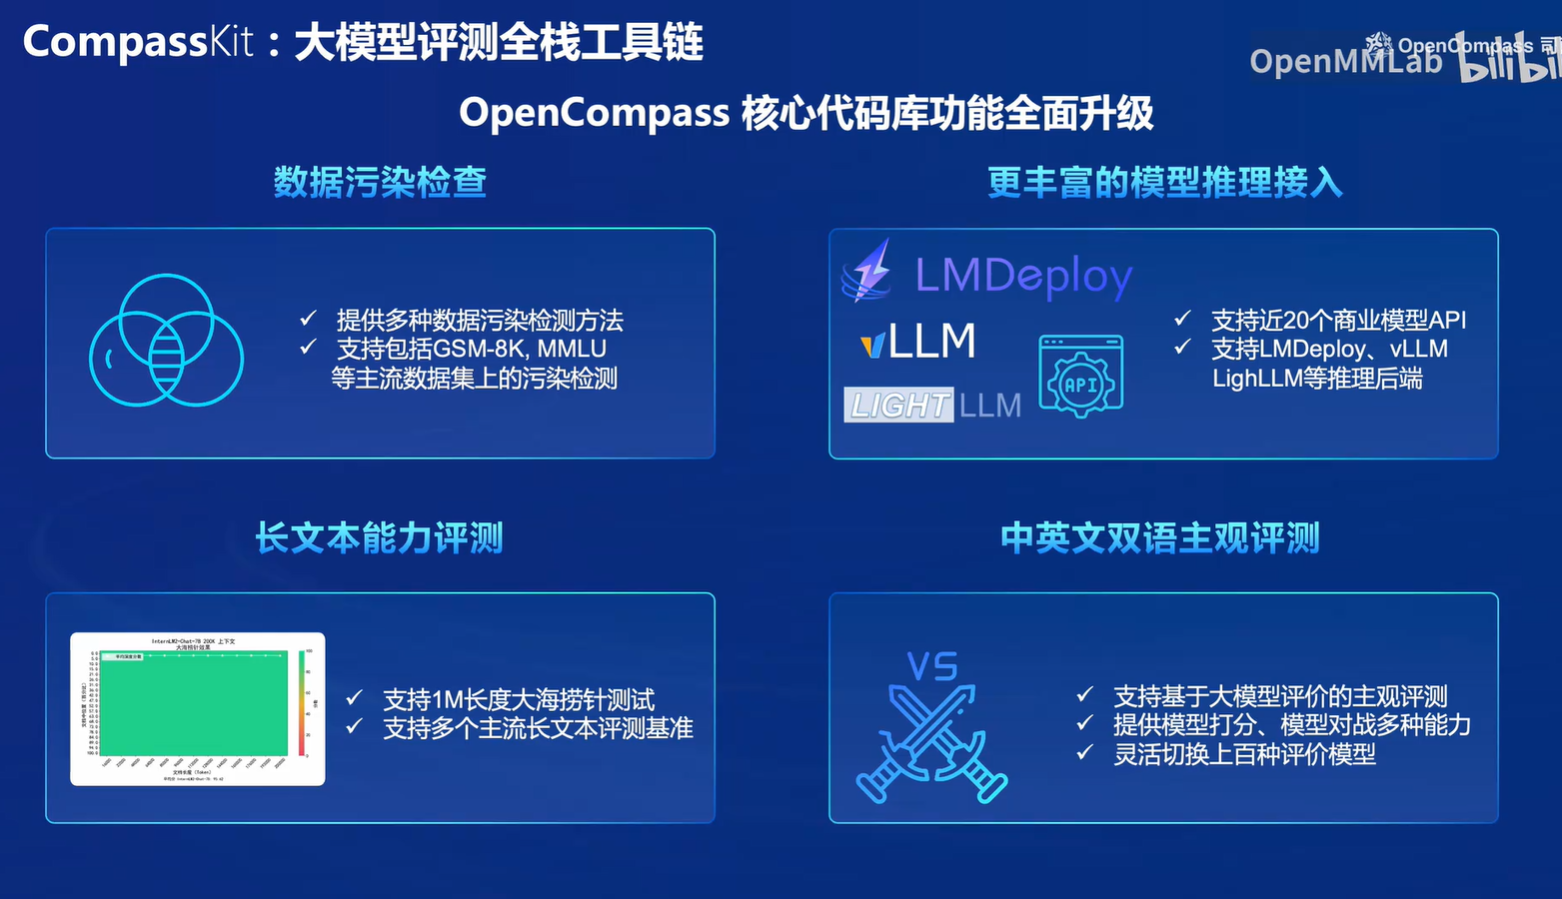 CompassKit：大模型评测全栈工具链
OpenCompass 司
OpenMMLab bilibil
OpenCompass 核心代码库功能全面升级
数据污染检查
提供多种数据污染检测方法
支持包括GSM-8K, MMLU
等主流数据集上的污染检测
更丰富的模型推理接入
LMDeploy
vLLM
LIGHTLLM
API
支持近20个商业模型API
支持LMDeploy、vLLM
LighLLM等推理后端
长文本能力评测
InternLM2-Chat-7B 200K 上下文
大海捞针效果
支持1M长度大海捞针测试
支持多个主流长文本评测基准
中英文双语主观评测
VS
支持基于大模型评价的主观评测
提供模型打分、模型对战多种能力
灵活切换上百种评价模型